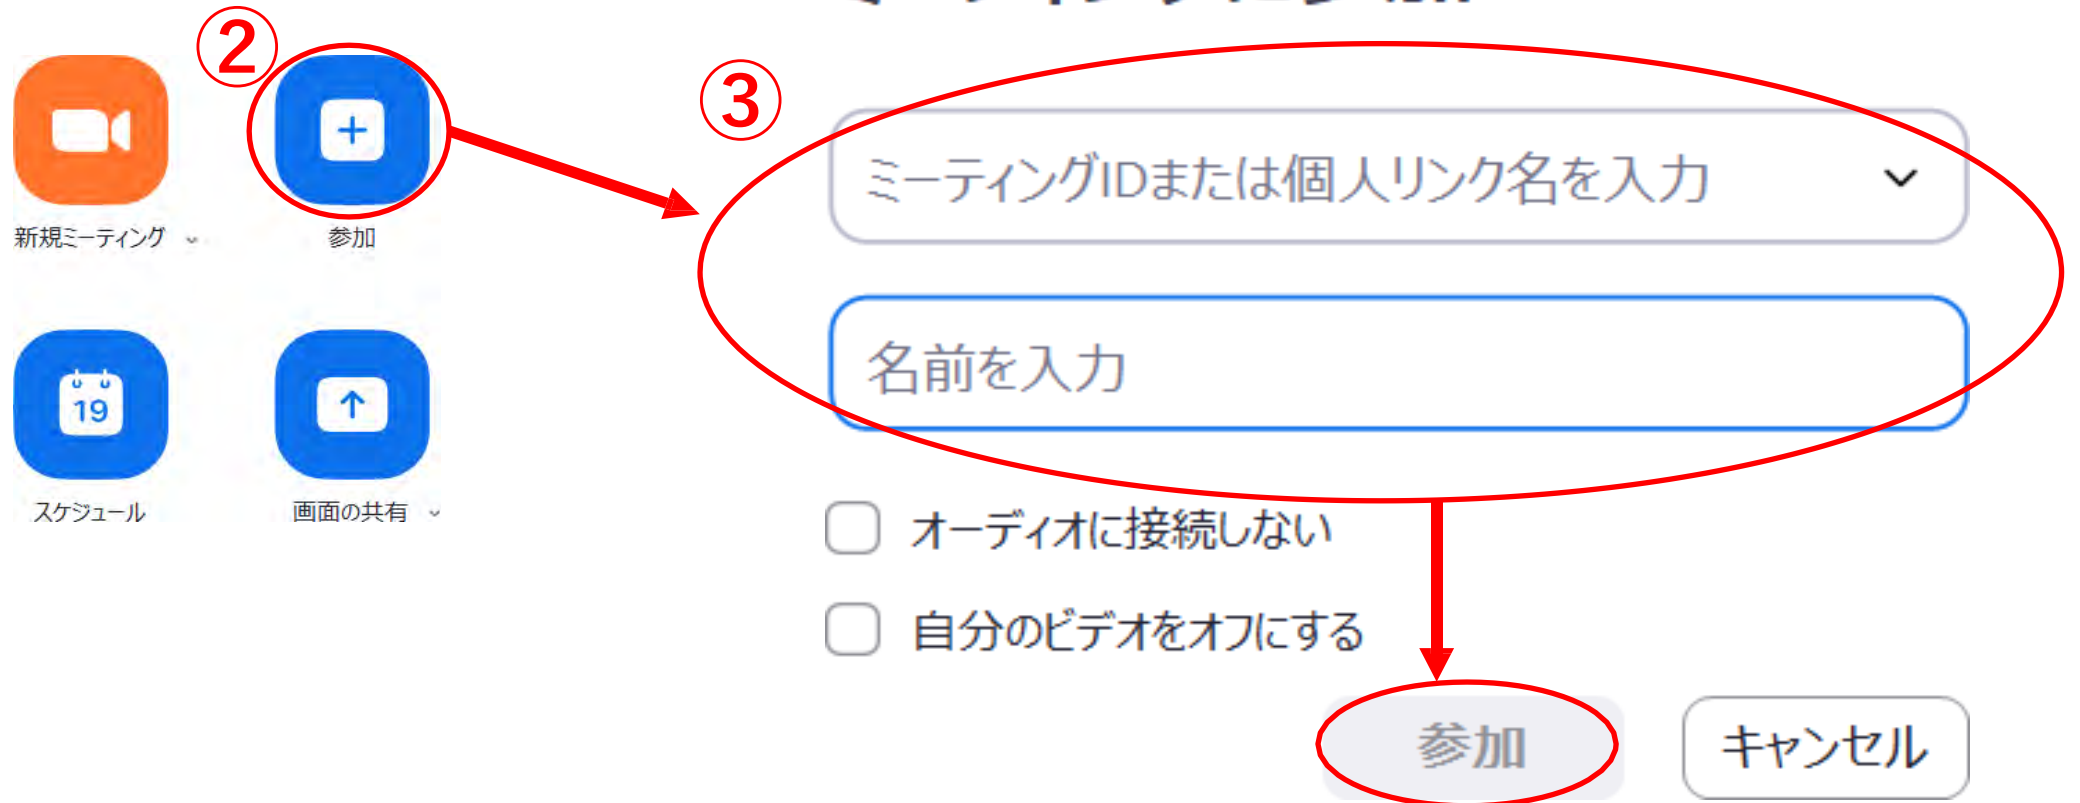 ②
新規ミーティング
参加
19
スケジュール
画面の共有
③
ミーティングIDまたは個人リンク名を入力
名前を入力
オーディオに接続しない
自分のビデオをオフにする
参加
キャンセル